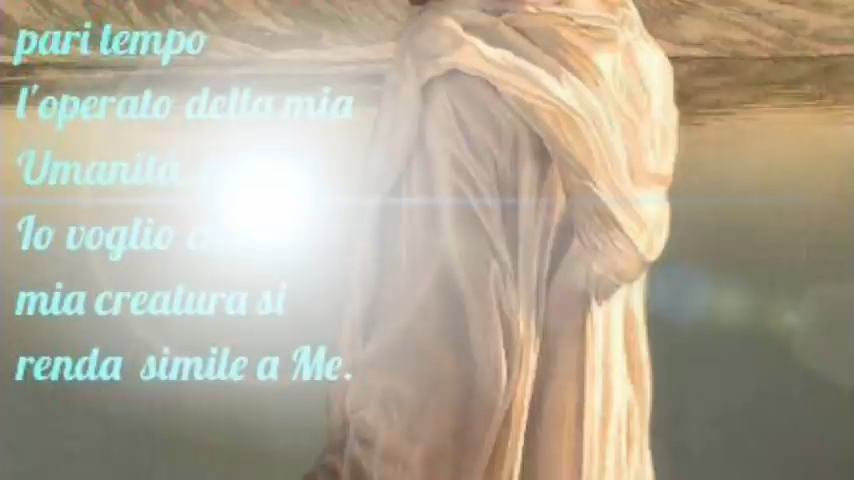 pari tempo
l'operato della mia
Umanità
Io voglio
mia creatura si
renda simile a Me.